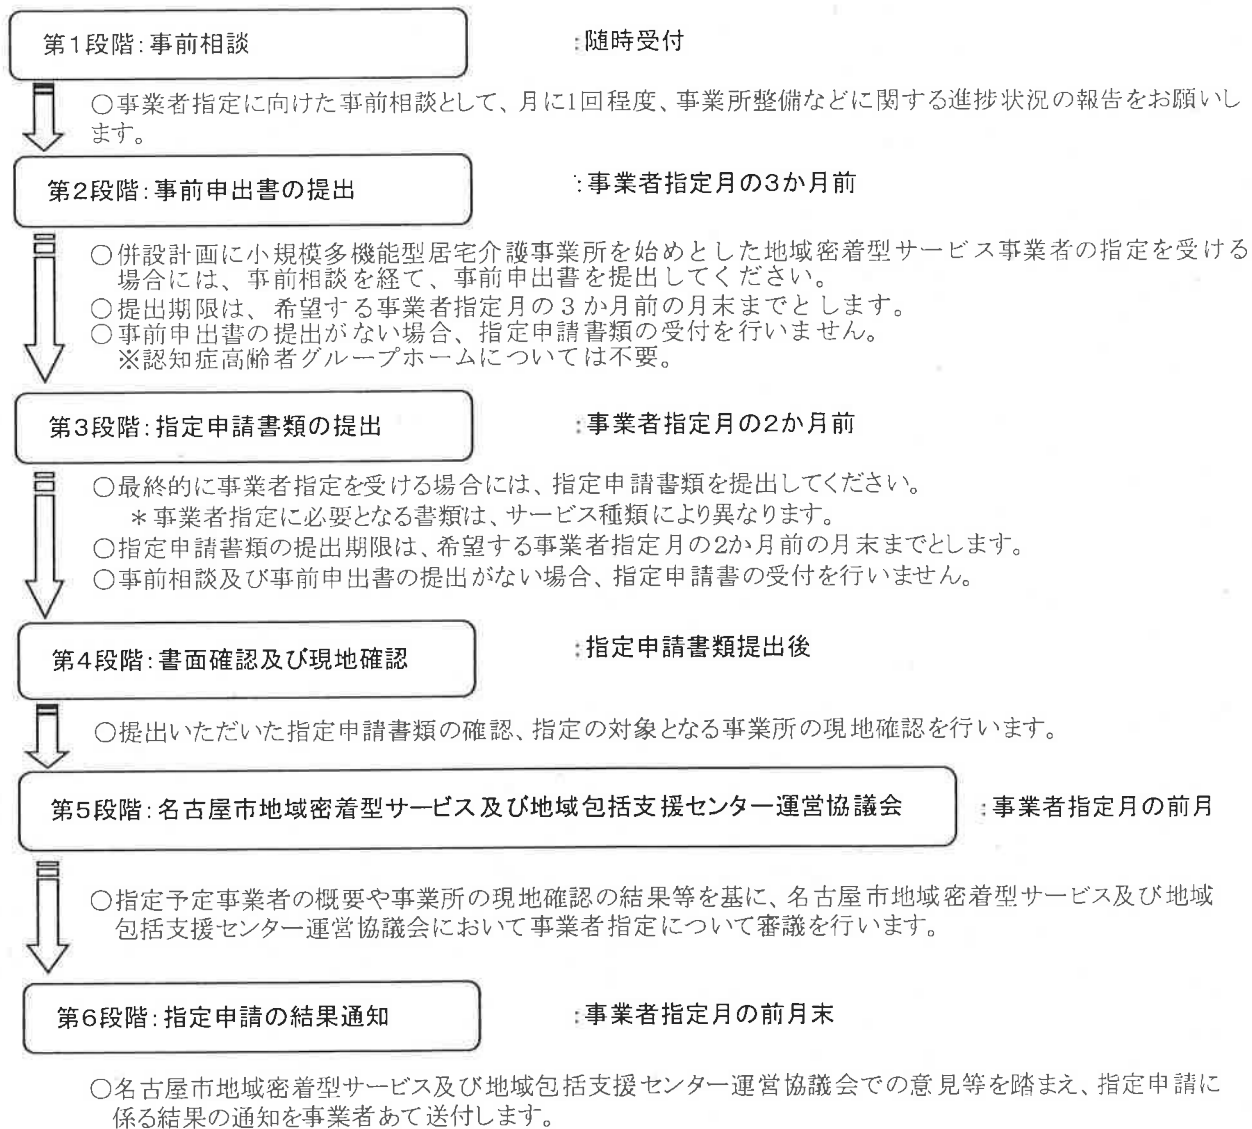 第1段階:事前相談 :随時受付
○事業者指定に向けた事前相談として、月に1回程度、事業所整備などに関する進捗状況の報告をお願いし
ます。
第2段階:事前申出書の提出 :事業者指定月の3か月前
○併設計画に小規模多機能型居宅介護事業所を始めとした地域密着型サービス事業者の指定を受ける
場合には、事前相談を経て、事前申出書を提出してください。
○提出期限は、希望する事業者指定月の3か月前の月末までとします。
○事前申出書の提出がない場合、指定申請書類の受付を行いません。
※認知症高齢者グループホームについては不要。
第3段階:指定申請書類の提出 :事業者指定月の2か月前
○最終的に事業者指定を受ける場合には、指定申請書類を提出してください。
＊事業者指定に必要となる書類は、サービス種類により異なります。
○指定申請書類の提出期限は、希望する事業者指定月の2か月前の月末までとします。
○事前相談及び事前申出書の提出がない場合、指定申請書の受付を行いません。
第4段階:書面確認及び現地確認 :指定申請書類提出後
○提出いただいた指定申請書類の確認、指定の対象となる事業所の現地確認を行います。
第5段階:名古屋市地域密着型サービス及び地域包括支援センター運営協議会 :事業者指定月の前月
○指定予定事業者の概要や事業所の現地確認の結果等を基に、名古屋市地域密着型サービス及び地域
包括支援センター運営協議会において事業者指定について審議を行います。
第6段階:指定申請の結果通知 :事業者指定月の前月末
○名古屋市地域密着型サービス及び地域包括支援センター運営協議会での意見等を踏まえ、指定申請に
係る結果の通知を事業者あて送付します。